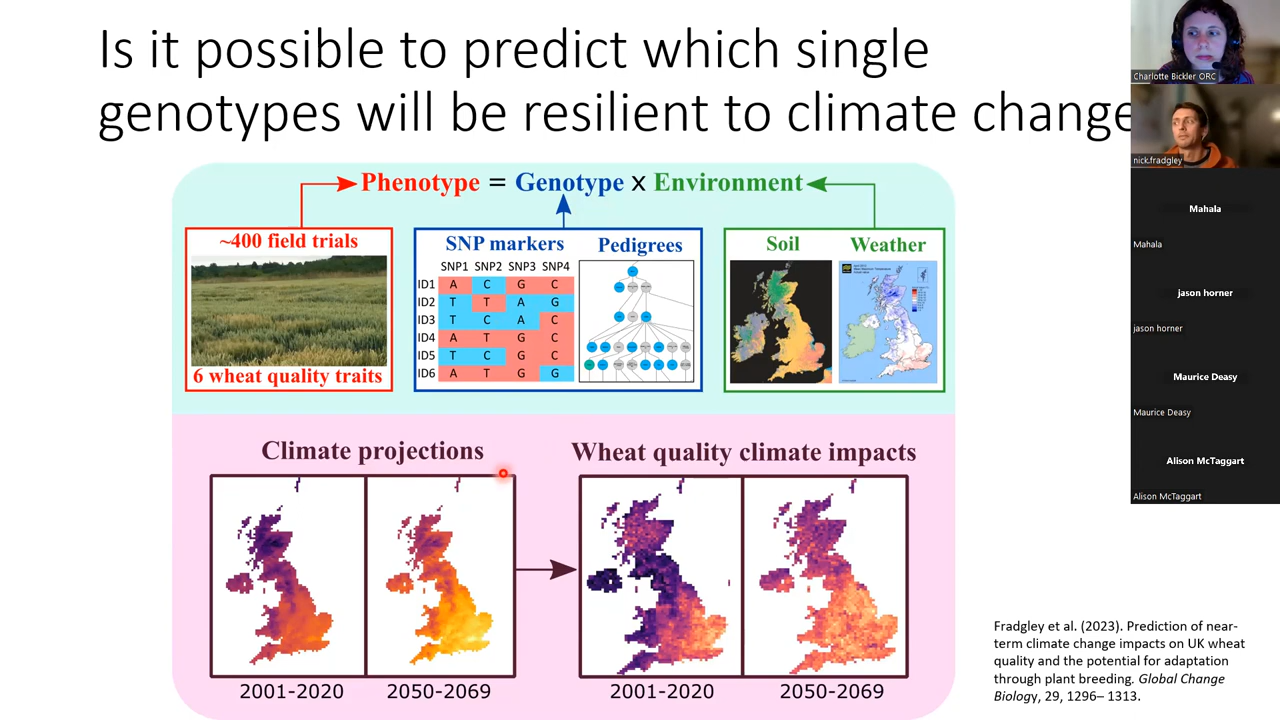 Is it possible to predict which single
genotypes will be resilient to climate change
Phenotype = Genotype x Environment
~400 field trials
6 wheat quality traits
SNP markers
Pedigrees
SNP1 SNP2 SNP3 SNP4
ID1 A C G C
ID2 T T A G
ID3 T C A C
ID4 A T G C
ID5 T C G C
ID6 A T G G
Soil
Weather
Climate projections
Wheat quality climate impacts
2001-2020
2050-2069
2001-2020
2050-2069
Fradgley et al. (2023). Prediction of near-
term climate change impacts on UK wheat
quality and the potential for adaptation
through plant breeding. Global Change
Biology, 29, 1296– 1313.
Charlotte Bickler ORC
nick.fradgley
Mahala
Mahala
jason horner
jason horner
Maurice Deasy
Maurice Deasy
Alison McTaggart
Alison McTaggart